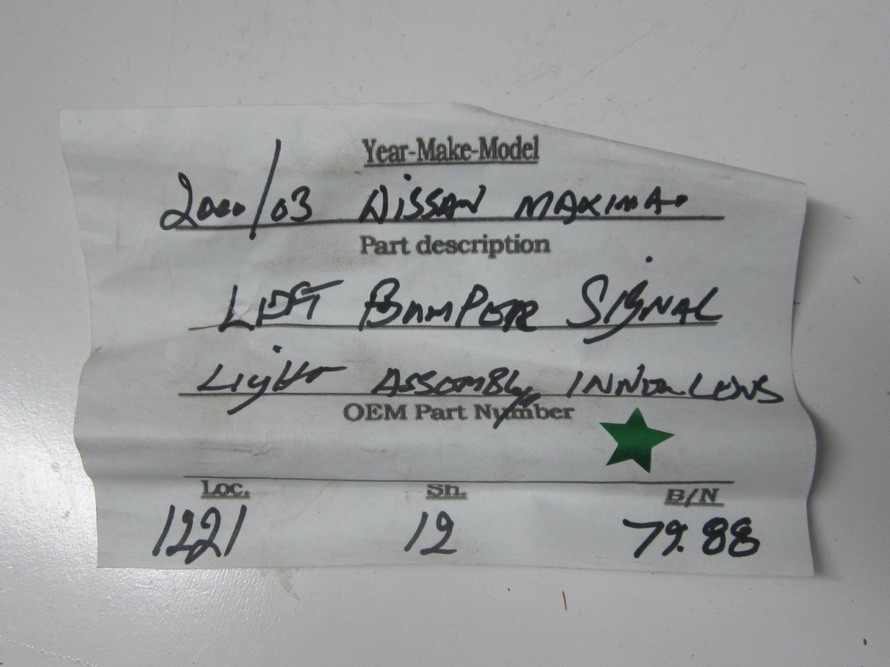 Year-Make-Model
2000/03 NiSSAN MAXIMA
Part description
LEFT BUMPER SiGNAL
Light ASSEMBLY INNER LENS
OEM Part Number
Loc. Sh. B/N
1221 12 79.88